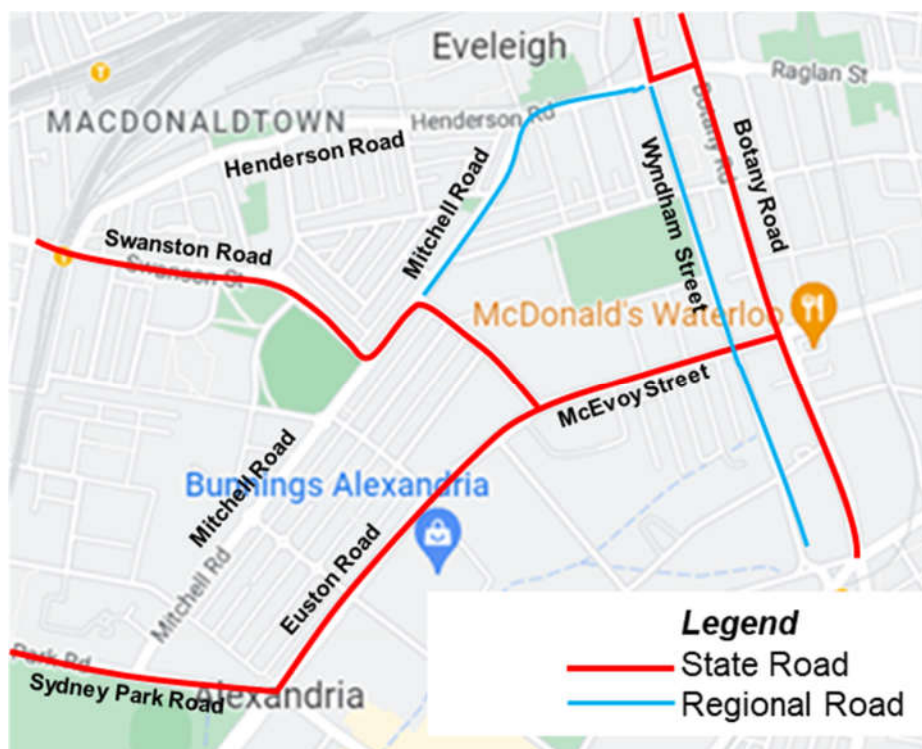 Eveleigh
Raglan St
MACDONALDTOWN
Henderson Rd
Botany Rd
Henderson Road
Mitchell Road
Wyndham Street
Botany Road
Swanston Road
Swanson St
McDonald's Waterloo
McEvoy Street
Mitchell Road
Bunnings Alexandria
Euston Road
Mitchell Rd
Park Rd
Sydney Park Road
Alexandria
Legend
State Road
Regional Road